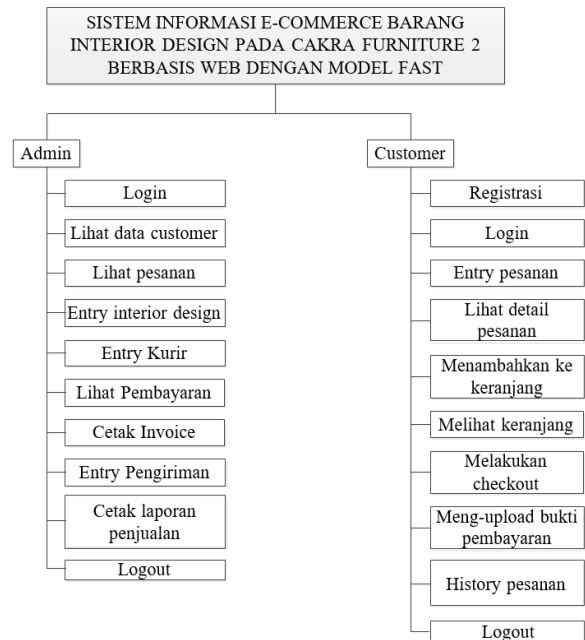 SISTEM INFORMASI E-COMMERCE BARANG
INTERIOR DESIGN PADA CAKRA FURNITURE 2
BERBASIS WEB DENGAN MODEL FAST
Admin
Login
Lihat data customer
Lihat pesanan
Entry interior design
Entry Kurir
Lihat Pembayaran
Cetak Invoice
Entry Pengiriman
Cetak laporan
penjualan
Logout
Customer
Registrasi
Login
Entry pesanan
Lihat detail
pesanan
Menambahkan ke
keranjang
Melihat keranjang
Melakukan
checkout
Meng-upload bukti
pembayaran
History pesanan
Logout